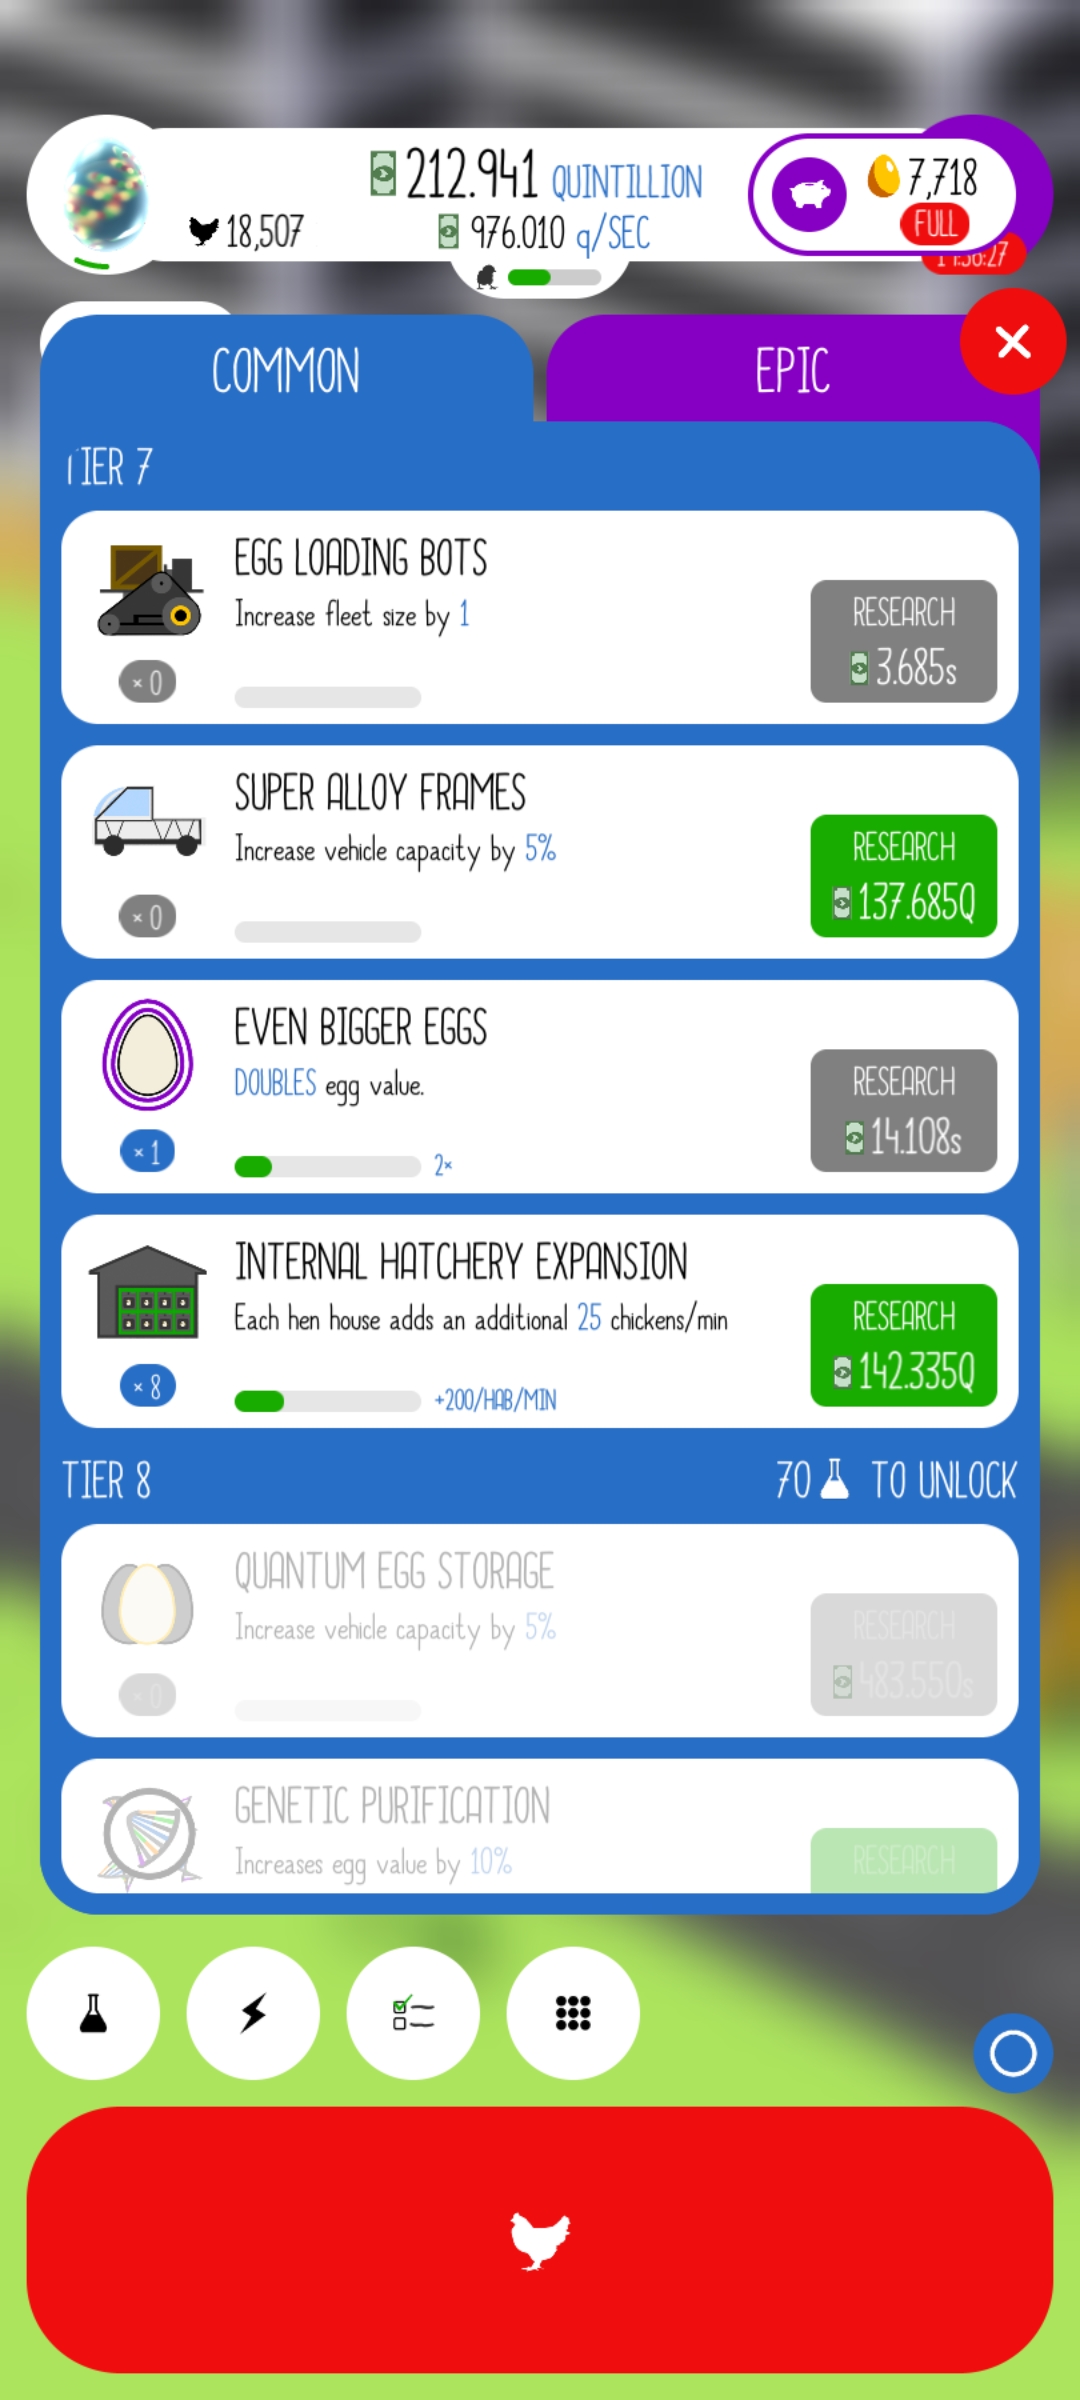 212.941 QUINTILLION
18,507
976.010 q/SEC
7,718
FULL
COMMON
EPIC
TIER 7
EGG LOADING BOTS
Increase fleet size by 1
× 0
RESEARCH
3.685s
SUPER ALLOY FRAMES
Increase vehicle capacity by 5%
× 0
RESEARCH
137.685Q
EVEN BIGGER EGGS
DOUBLES egg value.
× 1
2×
RESEARCH
14.108s
INTERNAL HATCHERY EXPANSION
Each hen house adds an additional 25 chickens/min
× 8
+200/HAB/MIN
RESEARCH
142.335Q
TIER 8
70 TO UNLOCK
QUANTUM EGG STORAGE
Increase vehicle capacity by 5%
× 0
RESEARCH
483.550s
GENETIC PURIFICATION
Increases egg value by 10%
RESEARCH